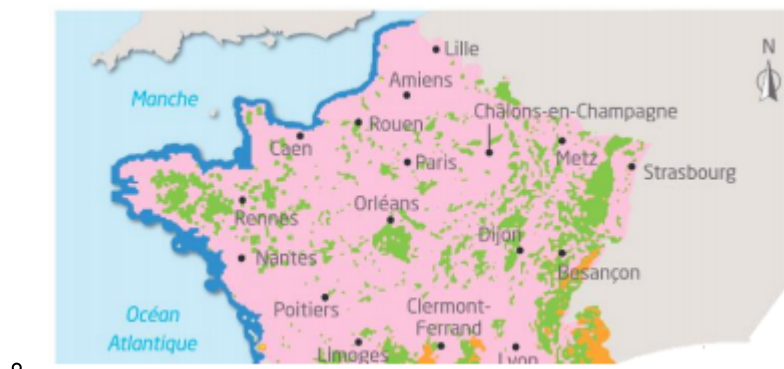 Lille
N
Manche
Amiens
Châlons-en-Champagne
Rouen
Caen
Paris
Metz
Strasbourg
Orléans
Rennes
Dijon
Nantes
Besançon
Poitiers
Clermont-
Ferrand
Océan
Atlantique
Limoges
Lyon